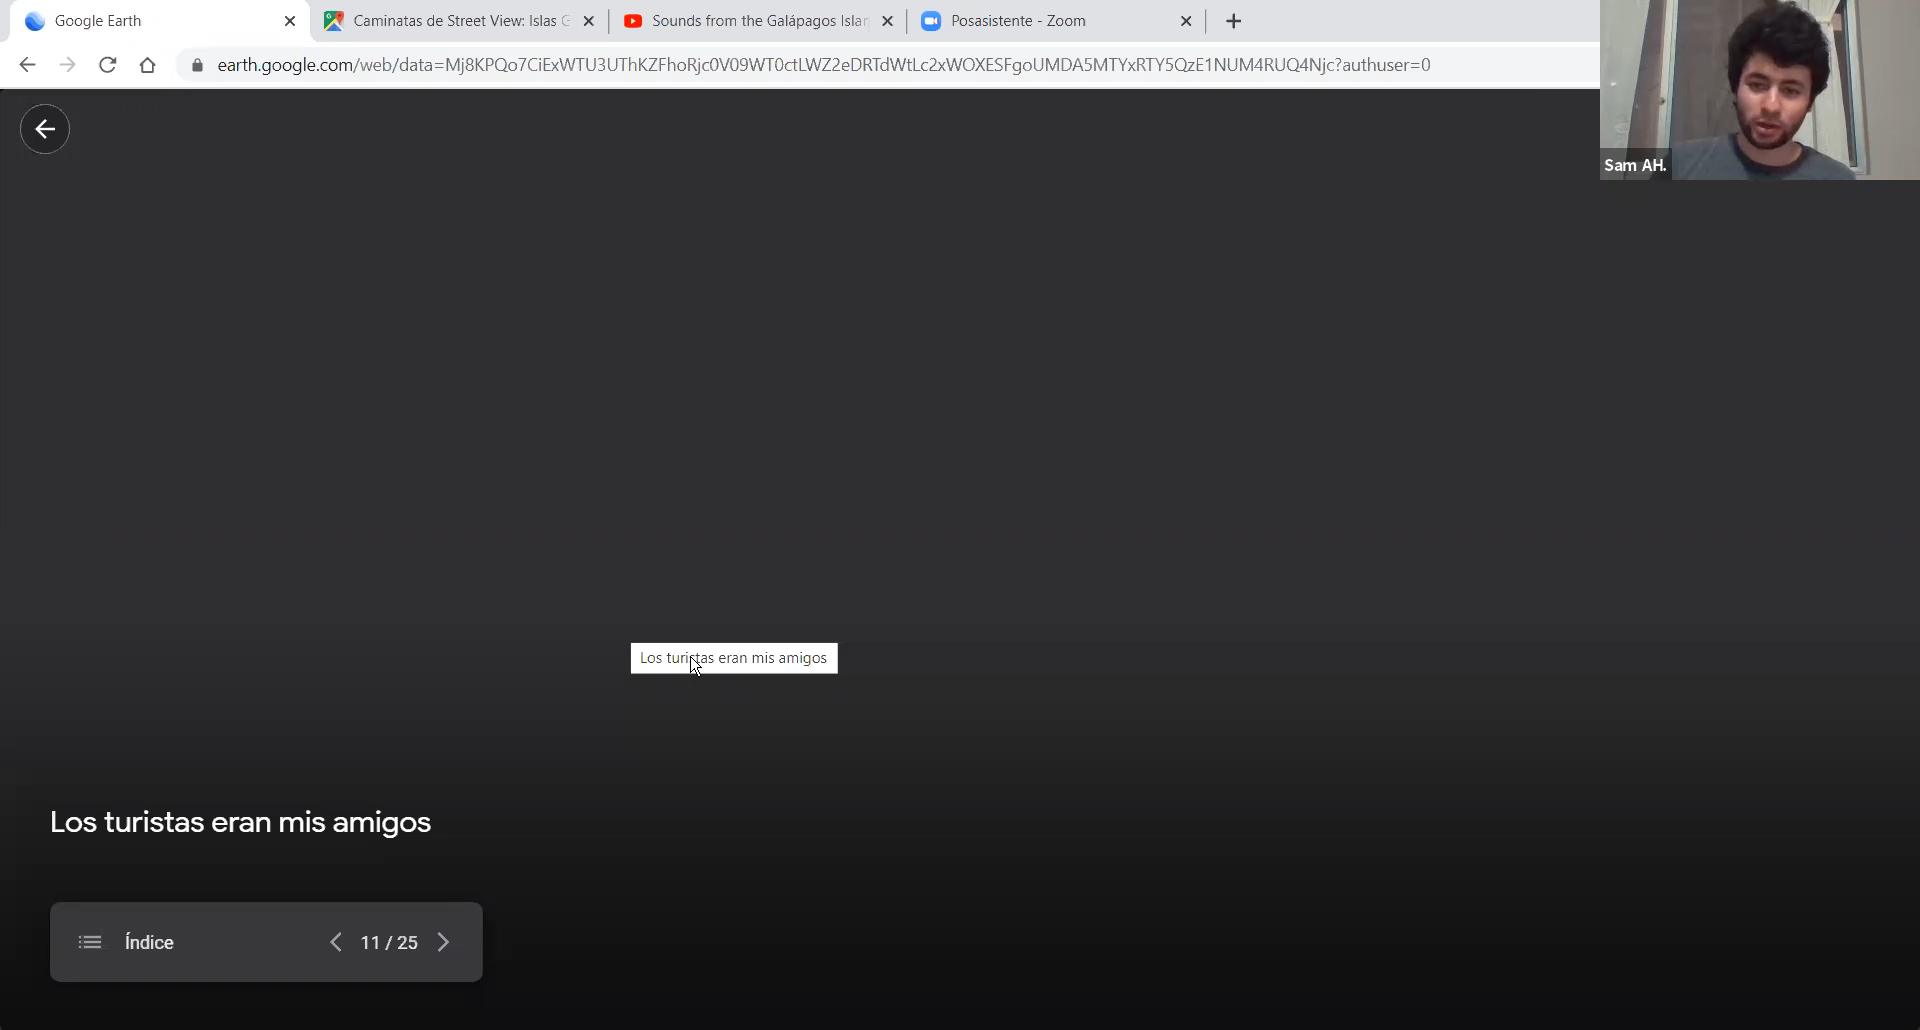 Google Earth
Caminatas de Street View: Islas
Sounds from the Galápagos Islan
Posasistente - Zoom
earth.google.com/web/data=Mj8KPQo7CiExWTU3UThKZFhoRjc0V09WT0ctLWZ2eDRTdWtLc2xWOXESFgoUMDA5MTYxRTY5QzE1NUM4RUQ4Njc?authuser=0
Sam AH.
Los turistas eran mis amigos
Los turistas eran mis amigos
Índice
11 / 25